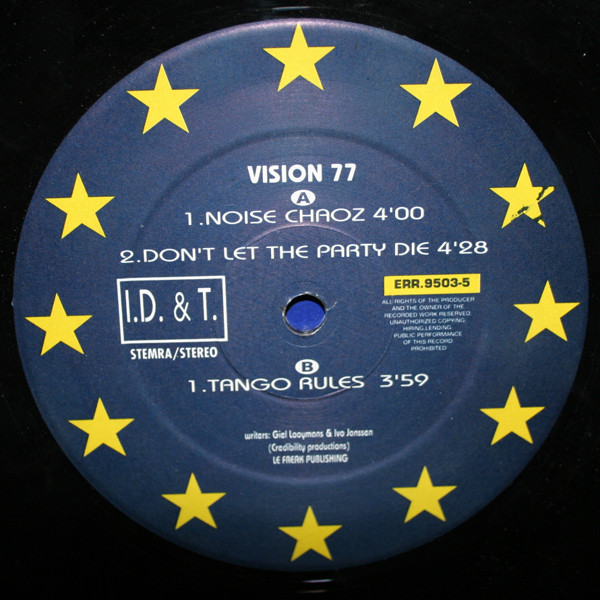 VISION 77
A
1.NOISE CHAOZ 4'00
2.DON'T LET THE PARTY DIE 4'28
I.D. & T.
STEMRA/STEREO
ERR.9503-5
ALL RIGHTS OF THE PRODUCER
AND THE OWNER OF THE
RECORDED WORK RESERVED.
UNAUTHORIZED COPYING,
HIRING, LENDING,
PUBLIC PERFORMANCE
OF THIS RECORD
PROHIBITED
B
1.TANGO RULES 3'59
writers: Giel Looymans & Ivo Janssen
(Credibility productions)
LE FREAK PUBLISHING